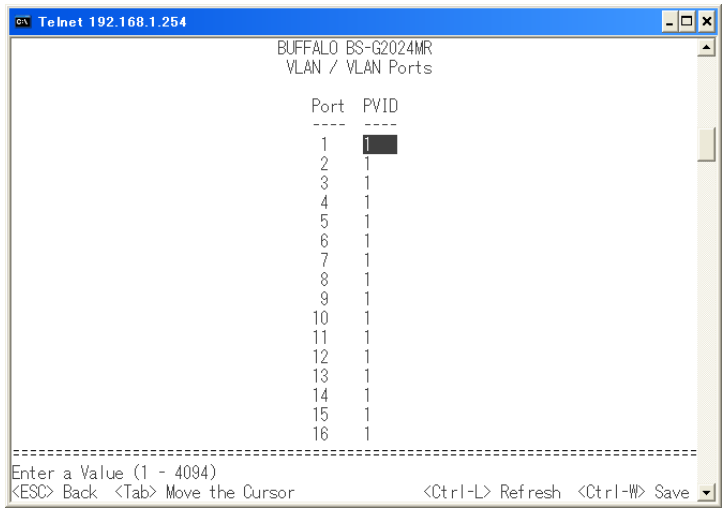 Telnet 192.168.1.254
BUFFALO BS-G2024MR
VLAN / VLAN Ports
Port PVID
---- ----
1 1
2 1
3 1
4 1
5 1
6 1
7 1
8 1
9 1
10 1
11 1
12 1
13 1
14 1
15 1
16 1
Enter a Value (1 - 4094)
<ESC> Back <Tab> Move the Cursor <Ctrl-L> Refresh <Ctrl-W> Save